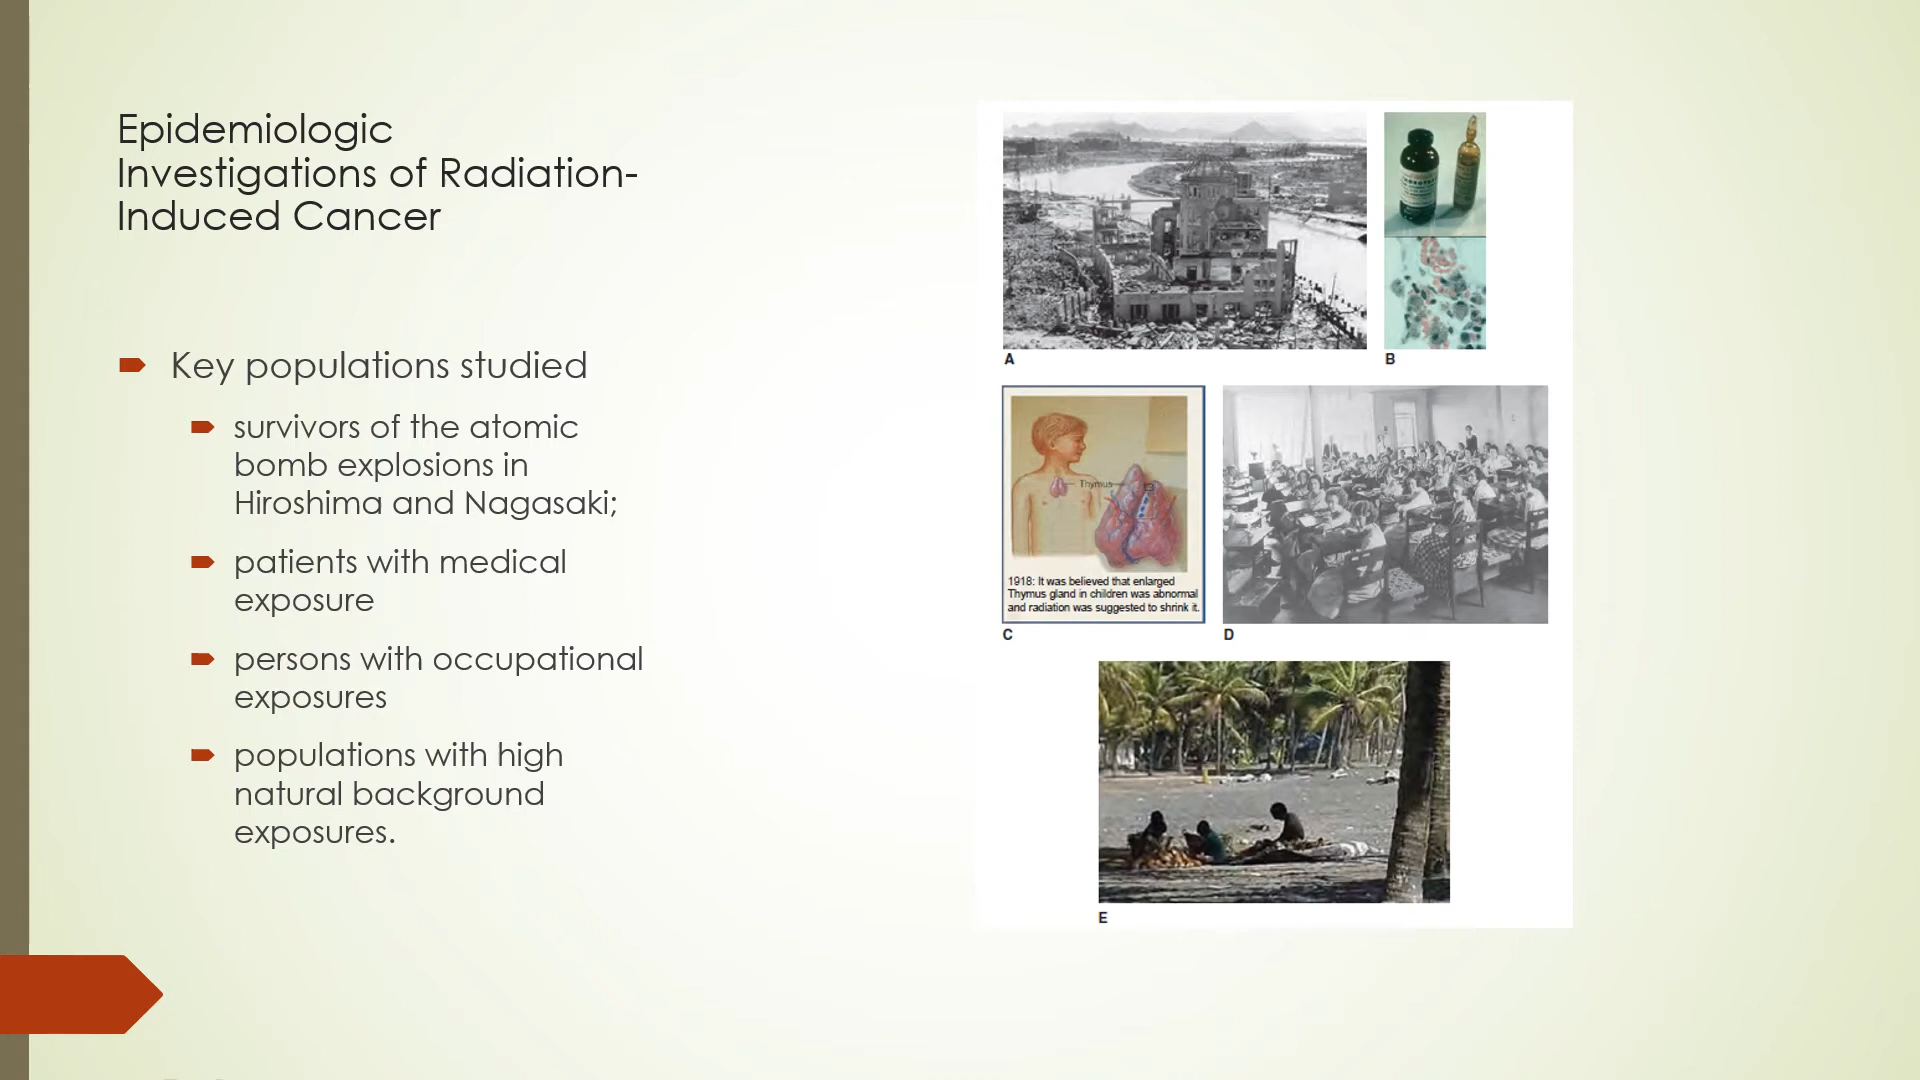 Epidemiologic
Investigations of Radiation-
Induced Cancer
Key populations studied
survivors of the atomic
bomb explosions in
Hiroshima and Nagasaki;
patients with medical
exposure
persons with occupational
exposures
populations with high
natural background
exposures.
A
B
Thymus
1918: It was believed that enlarged
Thymus gland in children was abnormal
and radiation was suggested to shrink it.
C
D
E